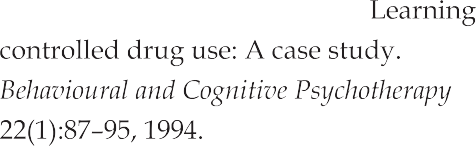 Learning
controlled drug use: A case study.
Behavioural and Cognitive Psychotherapy
22(1):87–95, 1994.